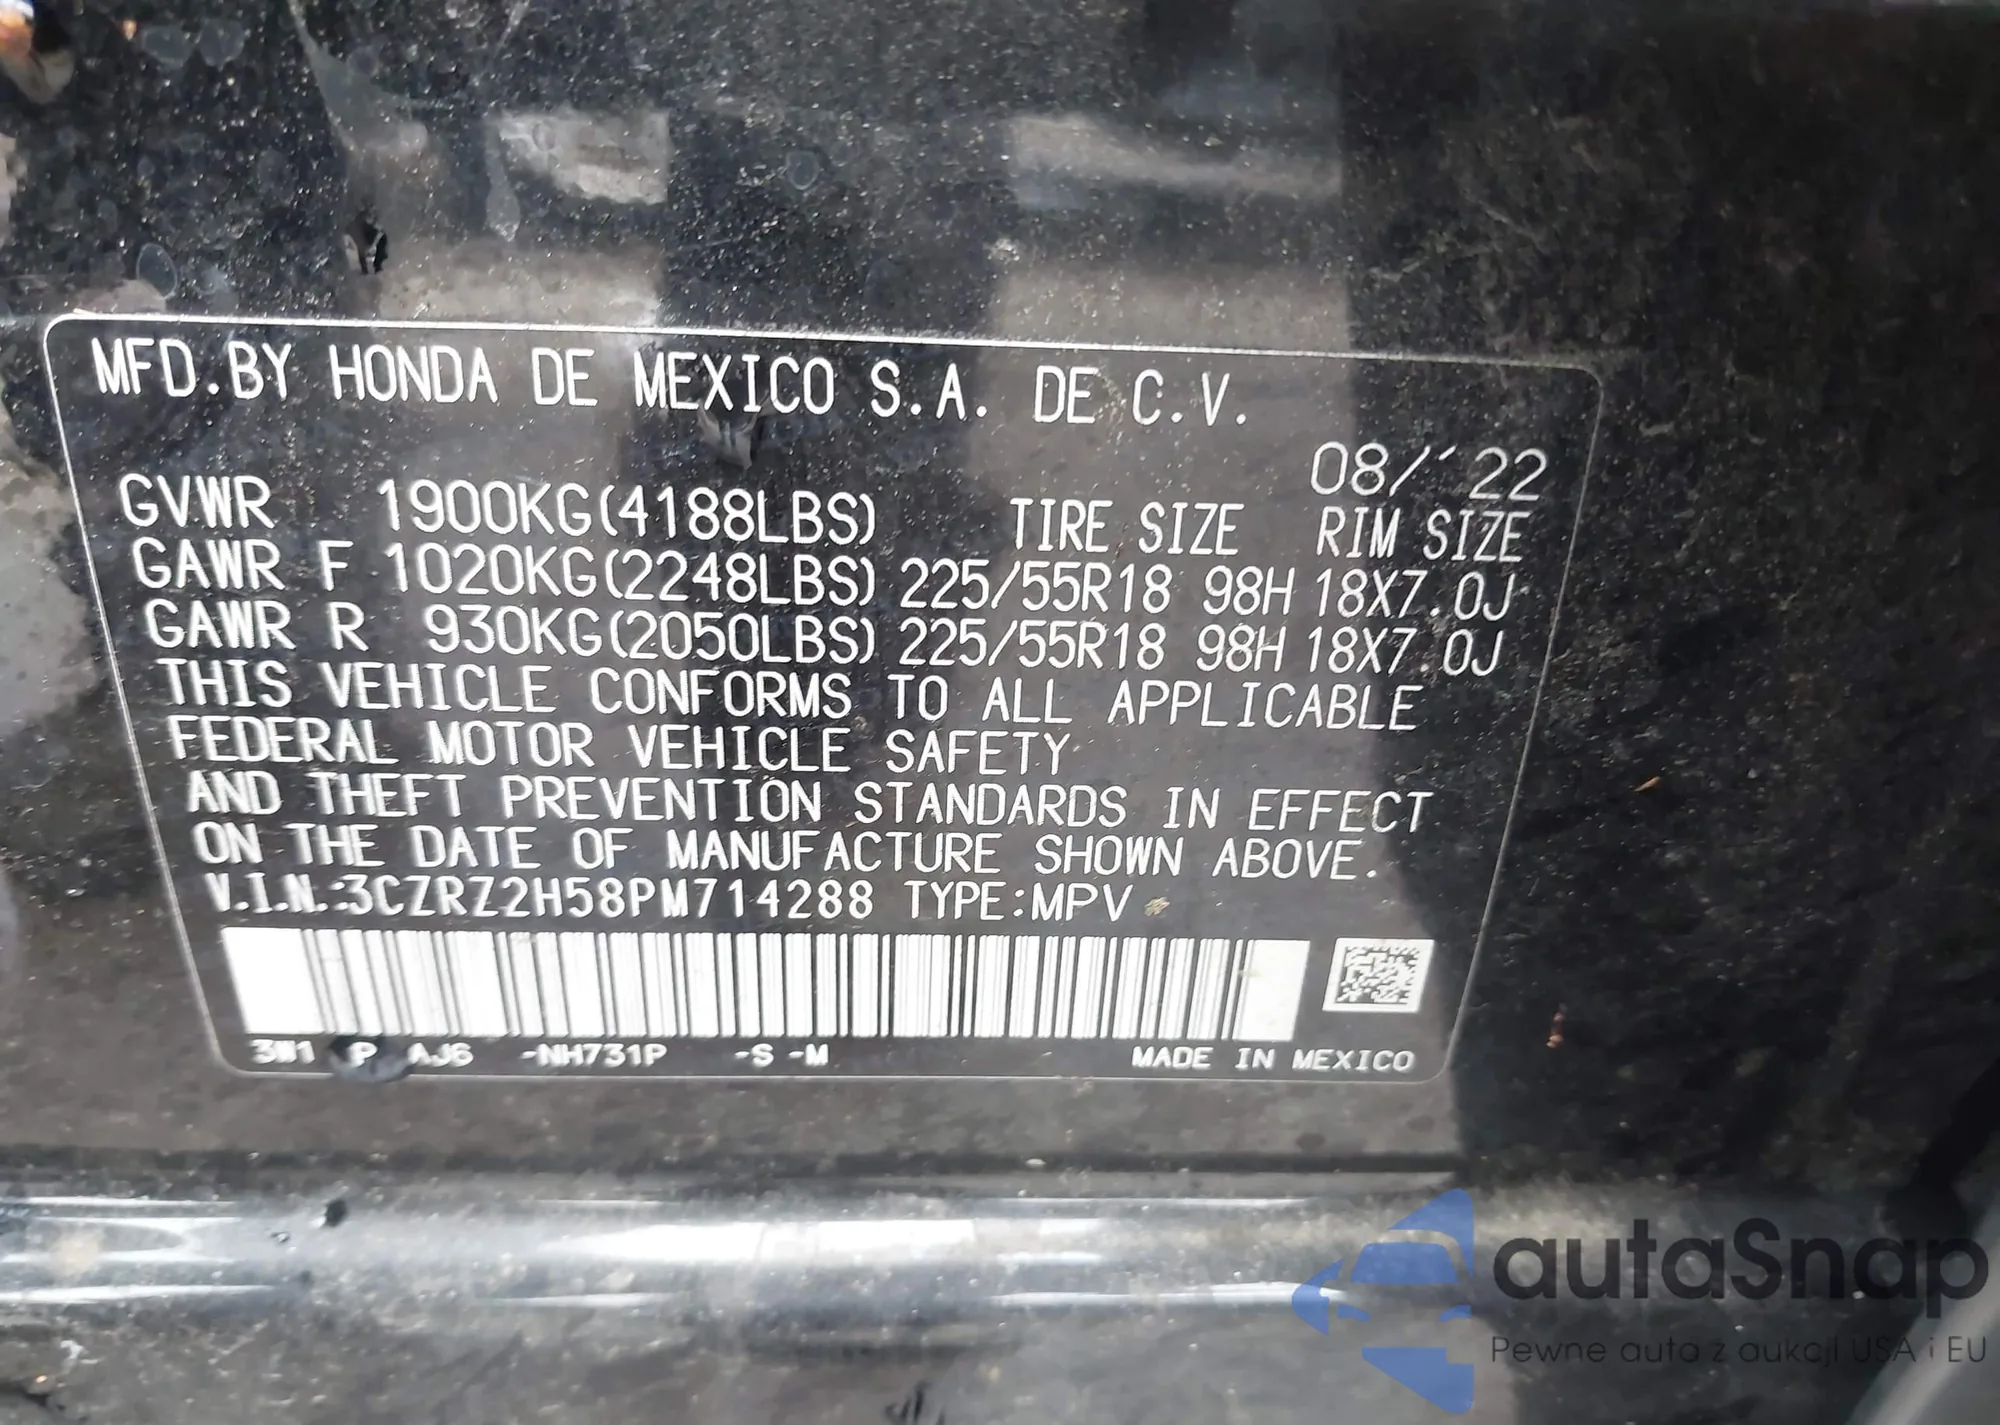 MFD.BY HONDA DE MEXICO S.A. DE C.V.
08/´22
GVWR 1900KG(4188LBS) TIRE SIZE RIM SIZE
GAWR F 1020KG(2248LBS) 225/55R18 98H 18X7.0J
GAWR R 930KG(2050LBS) 225/55R18 98H 18X7.0J
THIS VEHICLE CONFORMS TO ALL APPLICABLE
FEDERAL MOTOR VEHICLE SAFETY
AND THEFT PREVENTION STANDARDS IN EFFECT
ON THE DATE OF MANUFACTURE SHOWN ABOVE.
V.I.N.:3CZRZ2H58PM714288 TYPE:MPV
3W1 P AJ6 -NH731P -S -M MADE IN MEXICO
autaSnap
Pewne auta z aukcji USA i EU